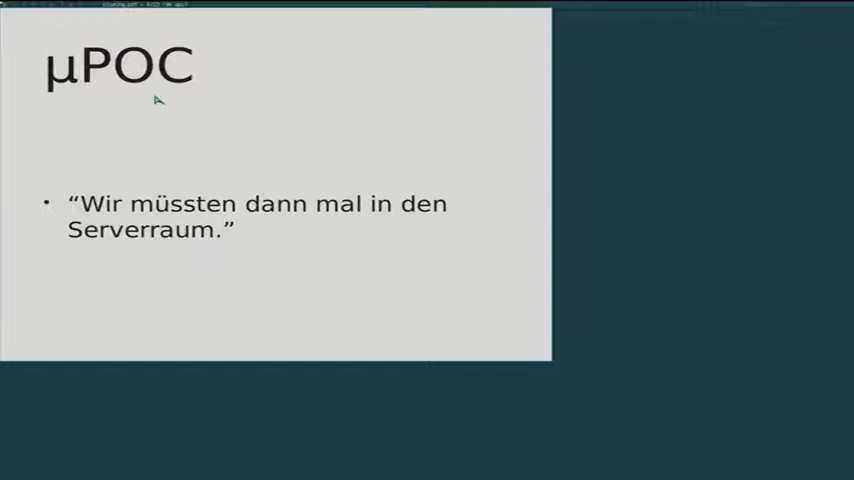 µPOC
• “Wir müssten dann mal in den
Serverraum.”